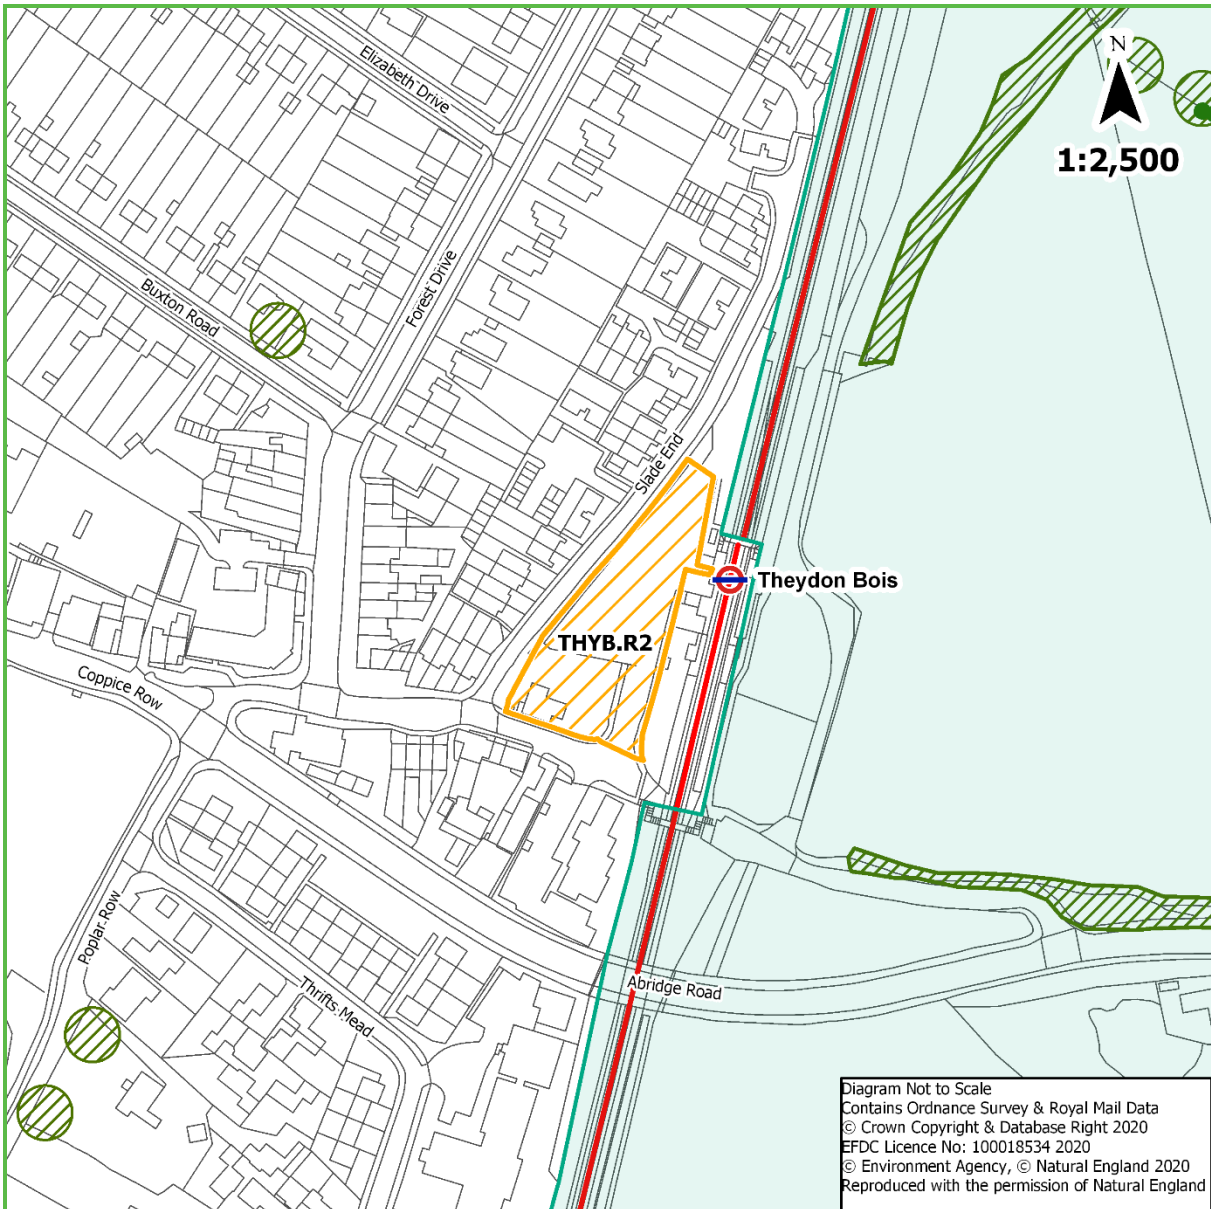 Elizabeth Drive
N
1:2,500
Buxton Road
Forest Drive
Slade End
Theydon Bois
THYB.R2
Coppice Row
Poplar Row
Thrifts Mead
Abridge Road
Diagram Not to Scale
Contains Ordnance Survey & Royal Mail Data
© Crown Copyright & Database Right 2020
EFDC Licence No: 100018534 2020
© Environment Agency, © Natural England 2020
Reproduced with the permission of Natural England